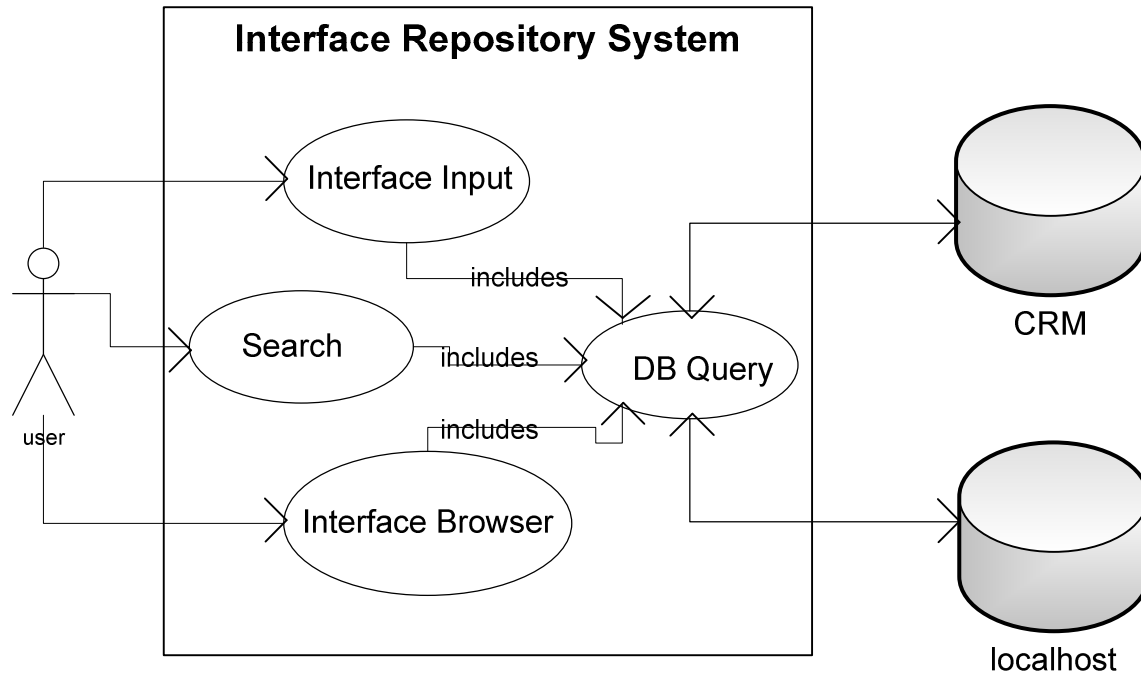 Interface Repository System
Interface Input
includes
CRM
Search
includes
DB Query
includes
user
Interface Browser
localhost